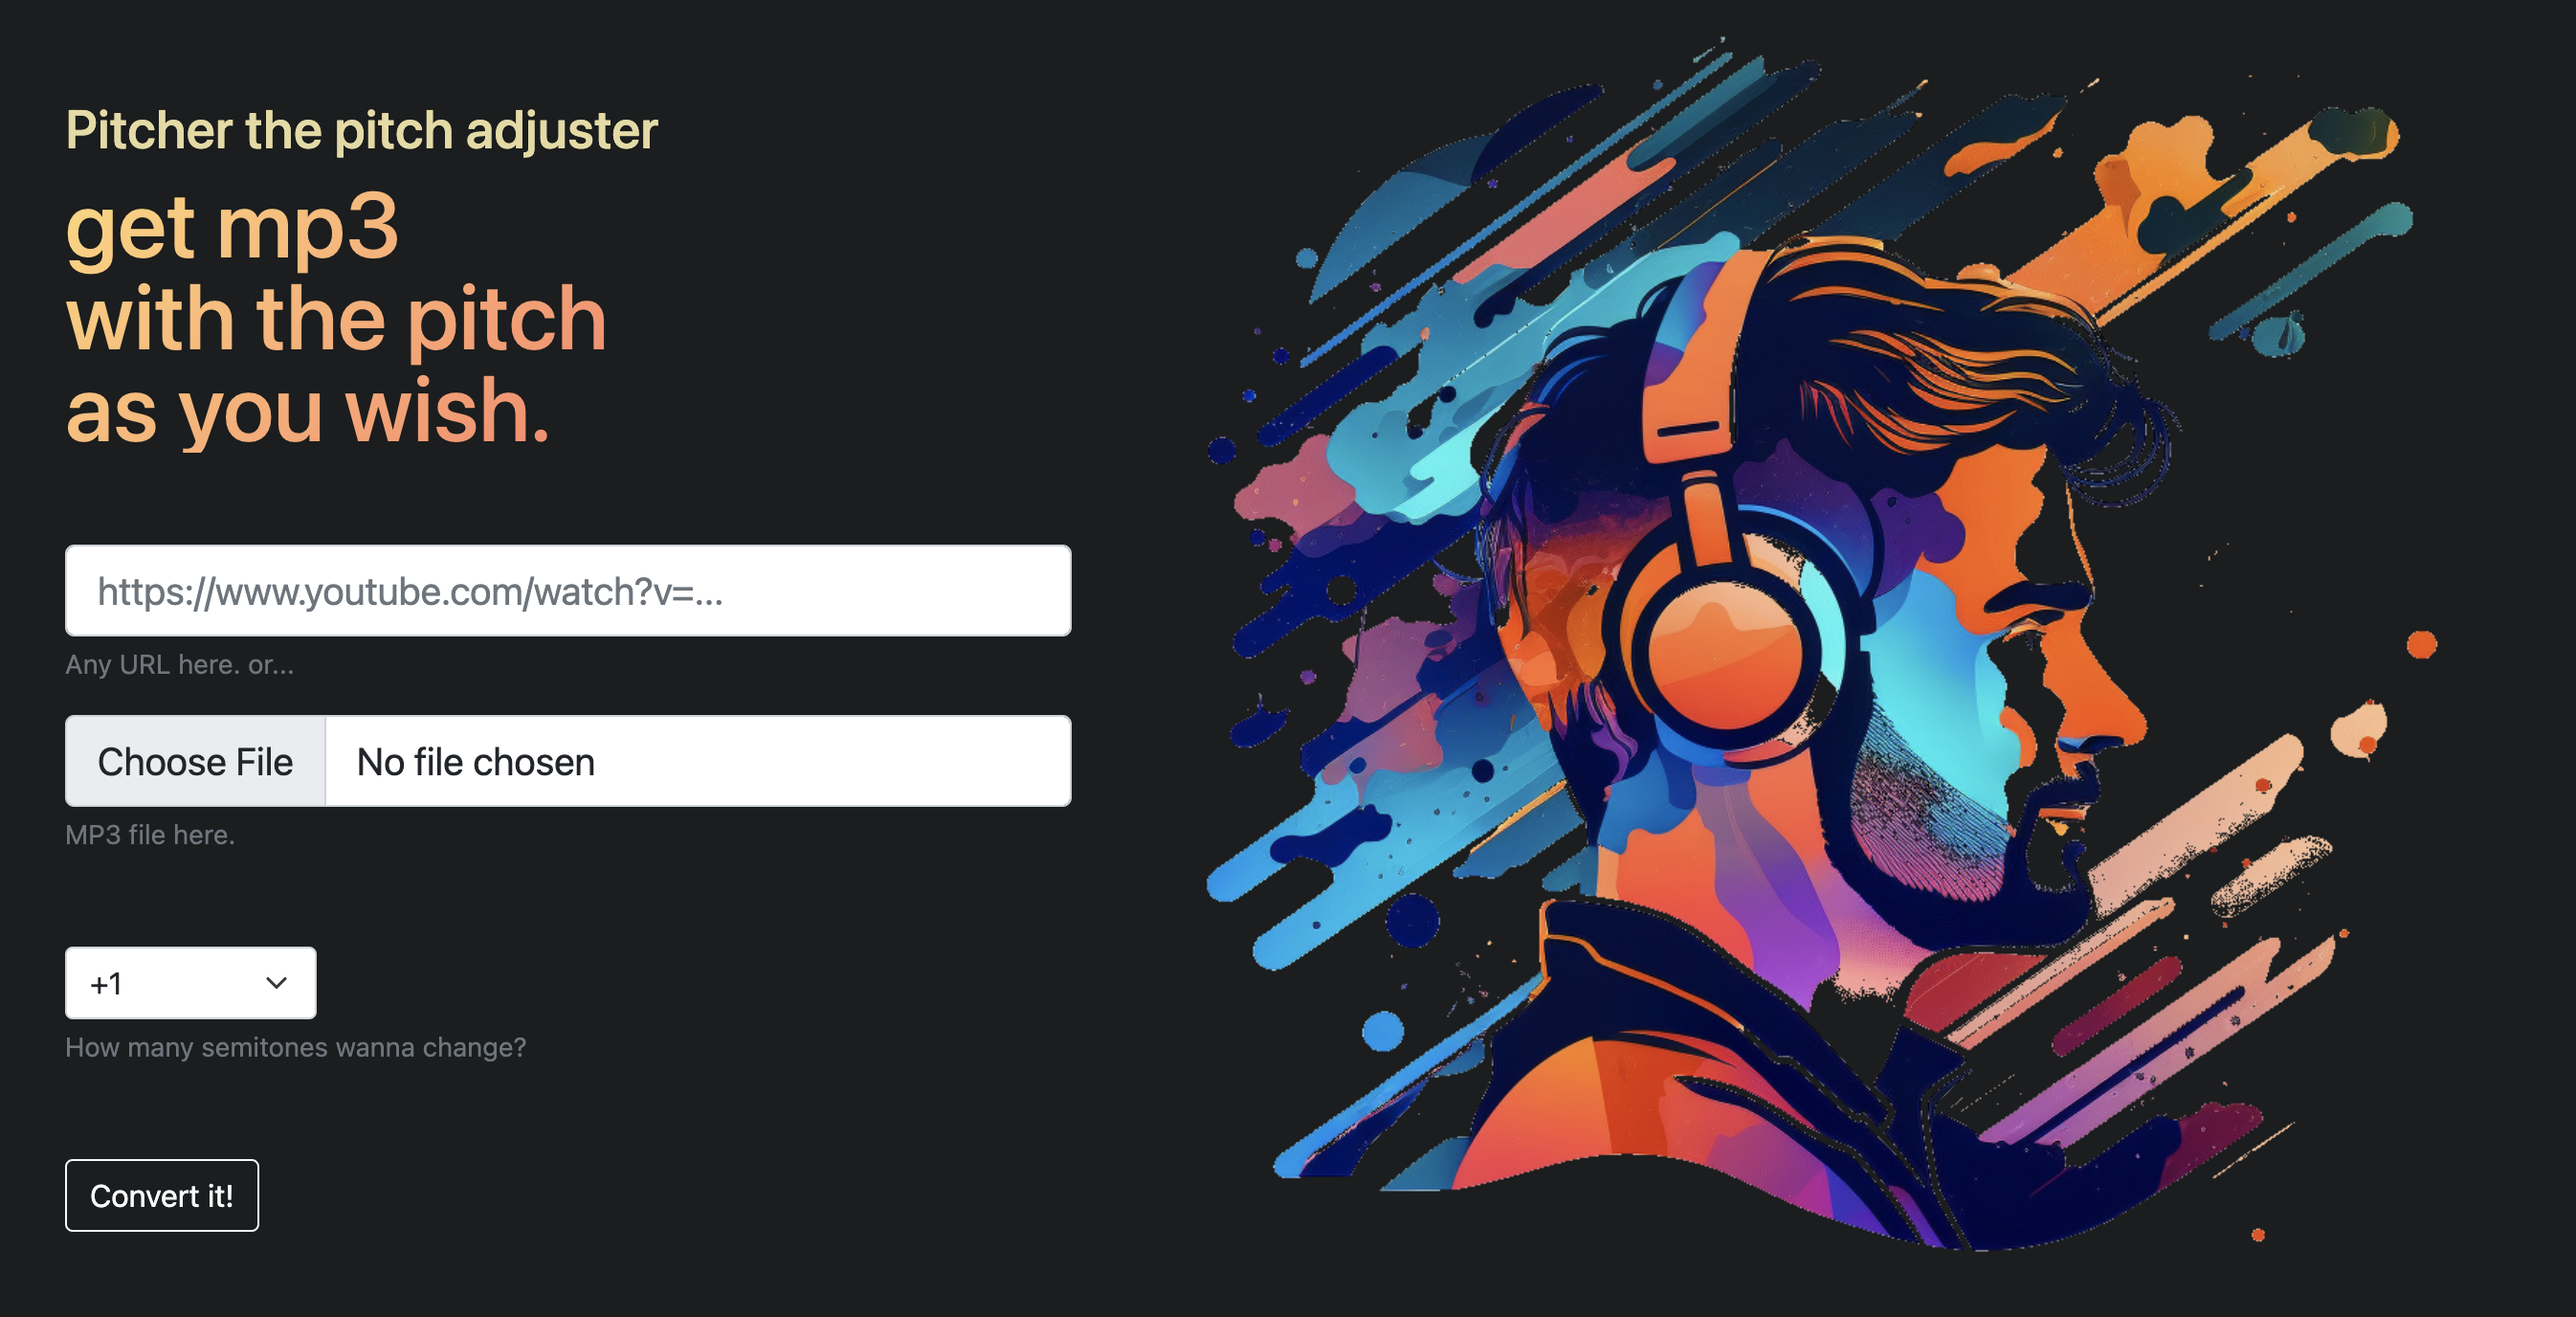 Pitcher the pitch adjuster
get mp3
with the pitch
as you wish.
https://www.youtube.com/watch?v=...
Any URL here. or...
Choose File No file chosen
MP3 file here.
+1
How many semitones wanna change?
Convert it!